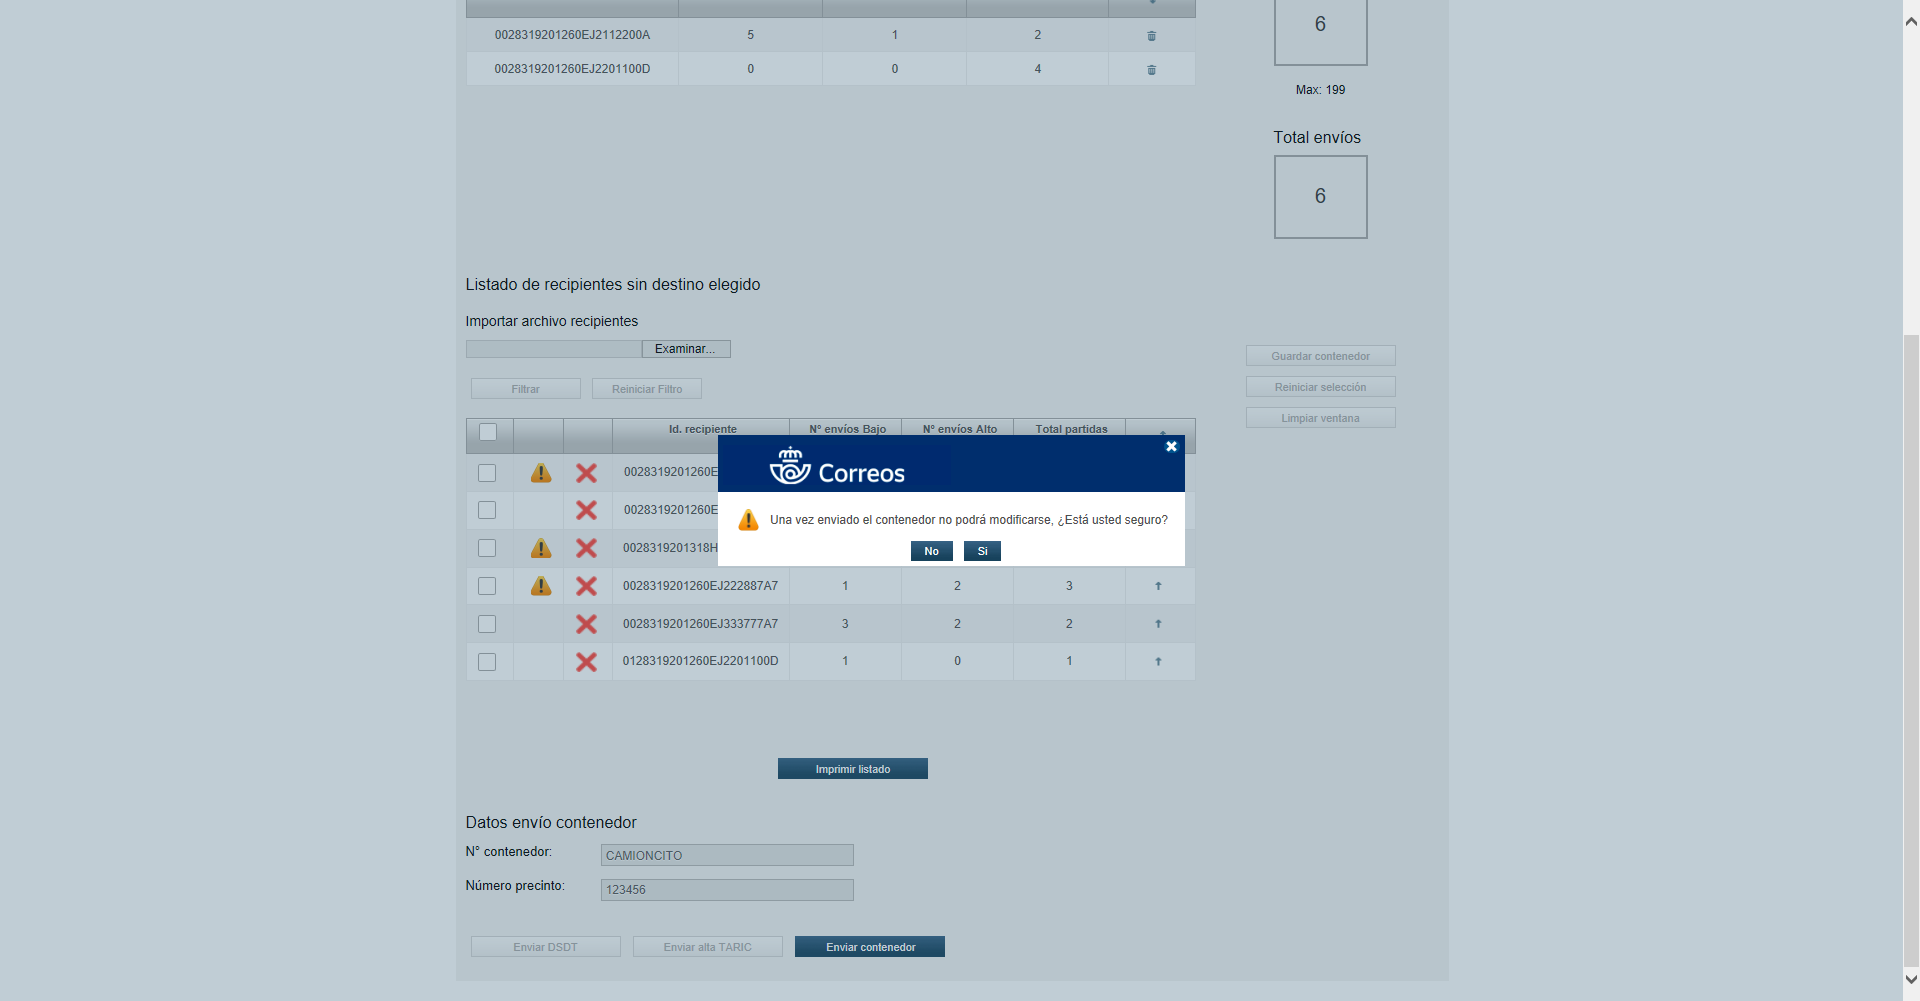 0028319201260EJ2112200A 5 1 2
0028319201260EJ2201100D 0 0 4
6
Max: 199
Total envíos
6
Listado de recipientes sin destino elegido
Importar archivo recipientes
Examinar...
Filtrar Reiniciar Filtro
Guardar contenedor
Reiniciar selección
Limpiar ventana
Id. recipiente Nº envíos Bajo Nº envíos Alto Total partidas
0028319201260E
0028319201260E
0028319201318H
0028319201260EJ222887A7 1 2 3
0028319201260EJ333777A7 3 2 2
0128319201260EJ2201100D 1 0 1
Correos
Una vez enviado el contenedor no podrá modificarse, ¿Está usted seguro?
No Si
Imprimir listado
Datos envío contenedor
N° contenedor: CAMIONCITO
Número precinto: 123456
Enviar DSDT Enviar alta TARIC Enviar contenedor